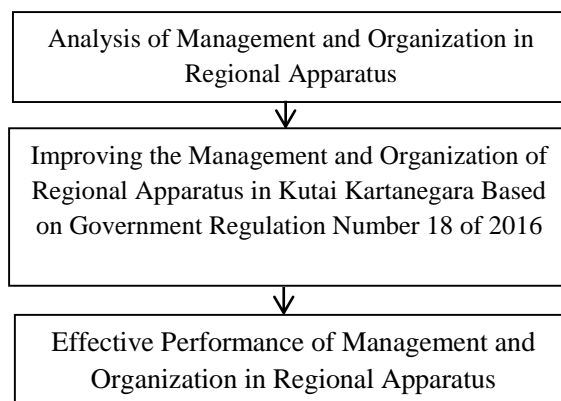 Analysis of Management and Organization in
Regional Apparatus
Improving the Management and Organization of
Regional Apparatus in Kutai Kartanegara Based
on Government Regulation Number 18 of 2016
Effective Performance of Management and
Organization in Regional Apparatus